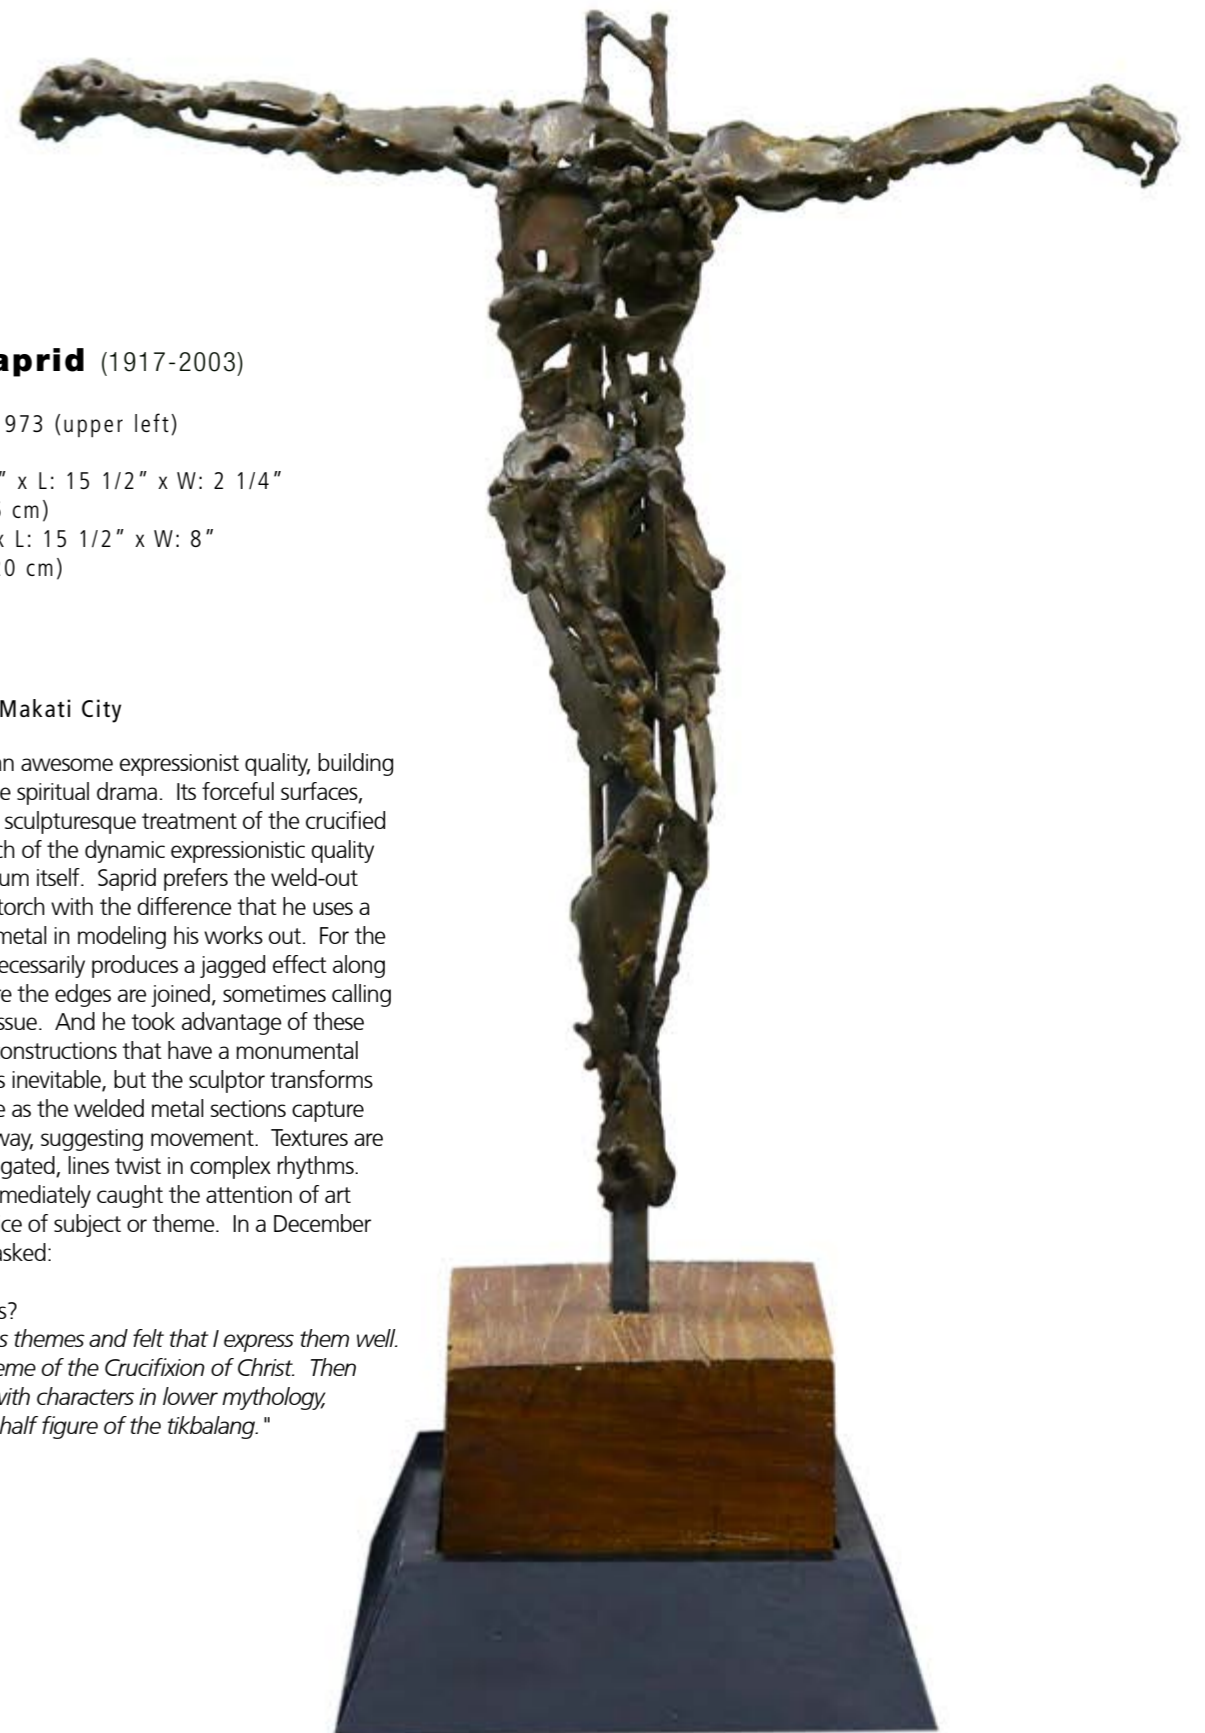 aprid (1917-2003)
973 (upper left)
" x L: 15 1/2" x W: 2 1/4"
cm)
x L: 15 1/2" x W: 8"
20 cm)
Makati City
an awesome expressionist quality, building
e spiritual drama. Its forceful surfaces,
sculpturesque treatment of the crucified
ch of the dynamic expressionistic quality
um itself. Saprid prefers the weld-out
torch with the difference that he uses a
metal in modeling his works out. For the
ecessarily produces a jagged effect along
e the edges are joined, sometimes calling
issue. And he took advantage of these
constructions that have a monumental
s inevitable, but the sculptor transforms
e as the welded metal sections capture
way, suggesting movement. Textures are
gated, lines twist in complex rhythms.
mmediately caught the attention of art
ce of subject or theme. In a December
asked:
s?
s themes and felt that I express them well.
eme of the Crucifixion of Christ. Then
with characters in lower mythology,
half figure of the tikbalang."